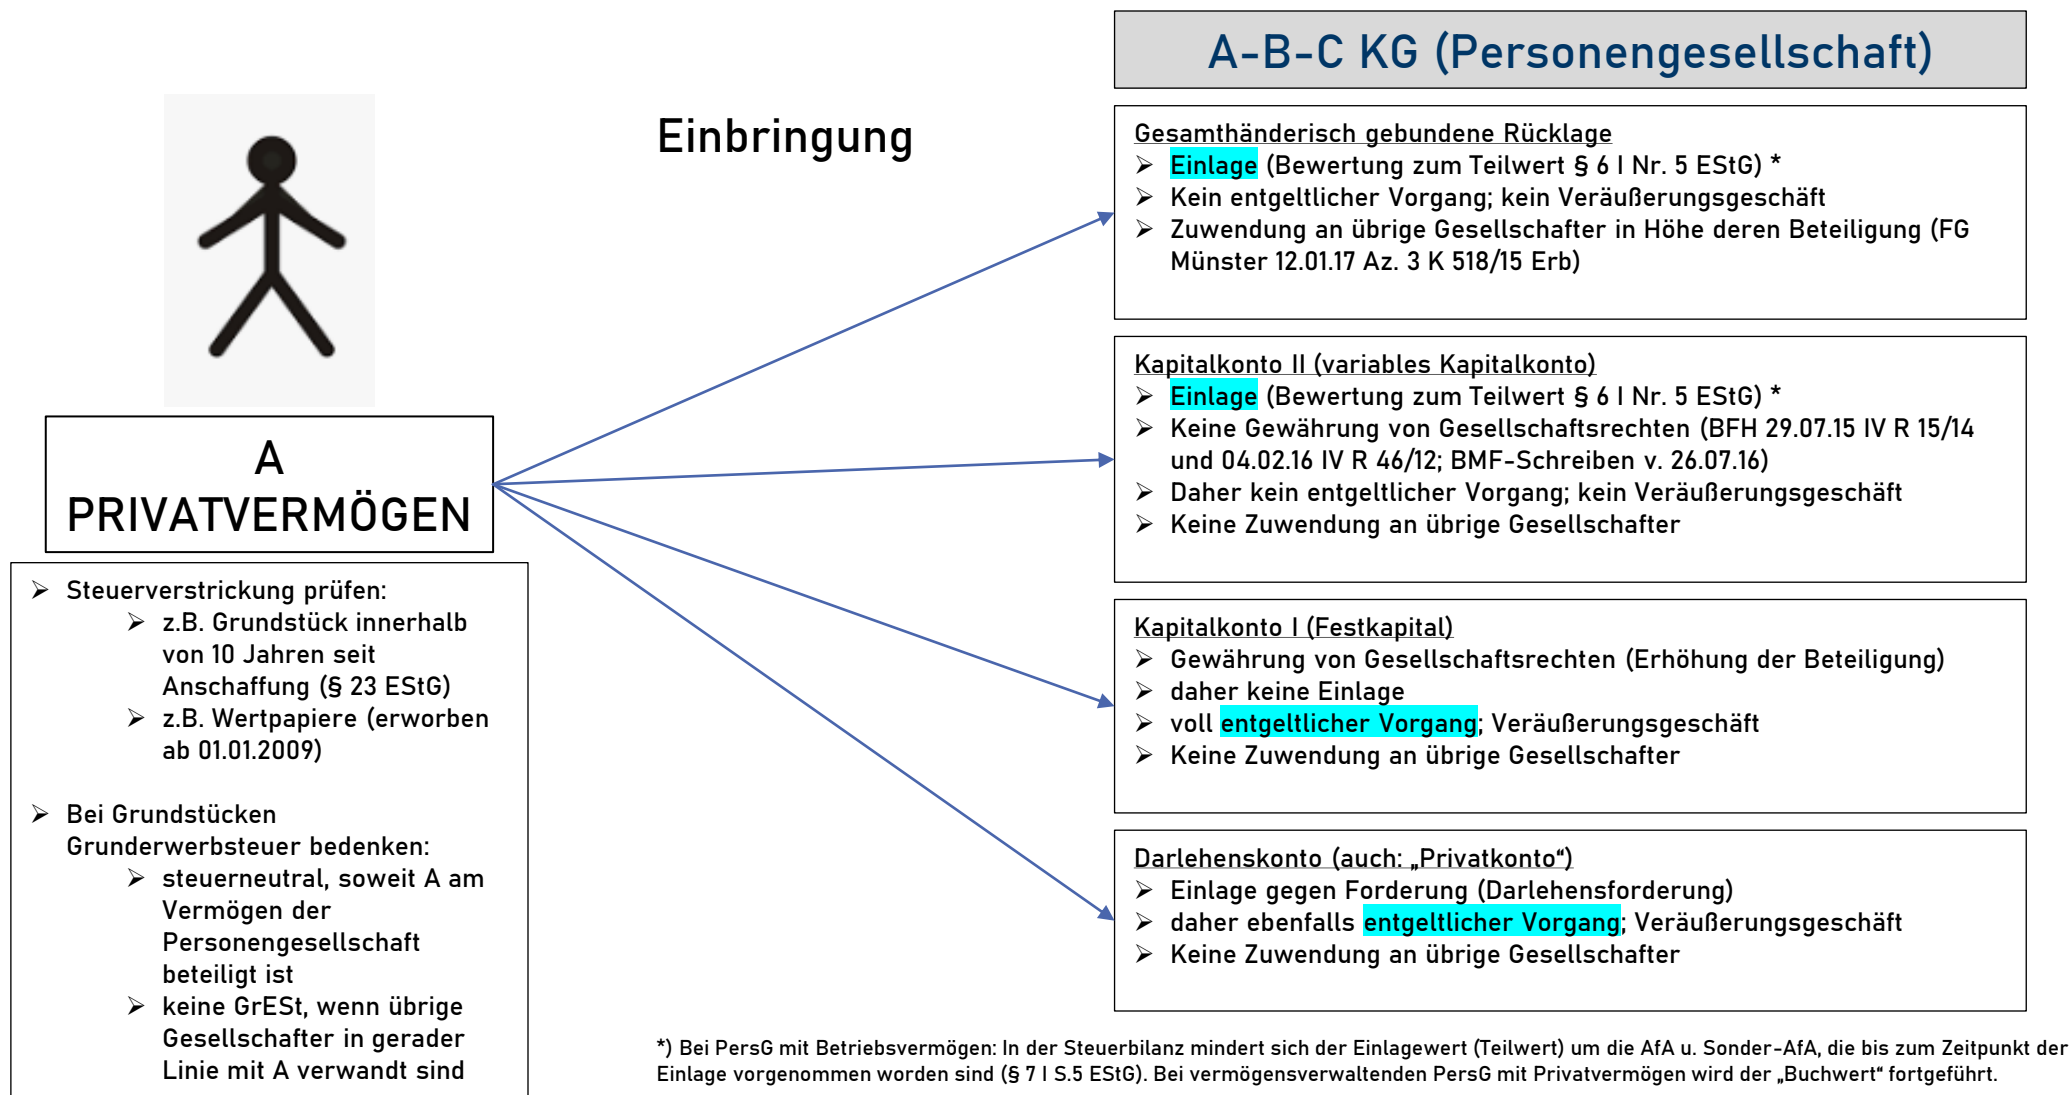 A-B-C KG (Personengesellschaft)
Einbringung
Gesamthänderisch gebundene Rücklage
➢ Einlage (Bewertung zum Teilwert § 6 I Nr. 5 EStG) *
➢ Kein entgeltlicher Vorgang; kein Veräußerungsgeschäft
➢ Zuwendung an übrige Gesellschafter in Höhe deren Beteiligung (FG
Münster 12.01.17 Az. 3 K 518/15 Erb)
Kapitalkonto II (variables Kapitalkonto)
➢ Einlage (Bewertung zum Teilwert § 6 I Nr. 5 EStG) *
➢ Keine Gewährung von Gesellschaftsrechten (BFH 29.07.15 IV R 15/14
und 04.02.16 IV R 46/12; BMF-Schreiben v. 26.07.16)
➢ Daher kein entgeltlicher Vorgang; kein Veräußerungsgeschäft
➢ Keine Zuwendung an übrige Gesellschafter
A
PRIVATVERMÖGEN
➢ Steuerverstrickung prüfen:
➢ z.B. Grundstück innerhalb
von 10 Jahren seit
Anschaffung (§ 23 EStG)
➢ z.B. Wertpapiere (erworben
ab 01.01.2009)
➢ Bei Grundstücken
Grunderwerbsteuer bedenken:
➢ steuerneutral, soweit A am
Vermögen der
Personengesellschaft
beteiligt ist
➢ keine GrESt, wenn übrige
Gesellschafter in gerader
Linie mit A verwandt sind
Kapitalkonto I (Festkapital)
➢ Gewährung von Gesellschaftsrechten (Erhöhung der Beteiligung)
➢ daher keine Einlage
➢ voll entgeltlicher Vorgang; Veräußerungsgeschäft
➢ Keine Zuwendung an übrige Gesellschafter
Darlehenskonto (auch: „Privatkonto“)
➢ Einlage gegen Forderung (Darlehensforderung)
➢ daher ebenfalls entgeltlicher Vorgang; Veräußerungsgeschäft
➢ Keine Zuwendung an übrige Gesellschafter
*) Bei PersG mit Betriebsvermögen: In der Steuerbilanz mindert sich der Einlagewert (Teilwert) um die AfA u. Sonder-AfA, die bis zum Zeitpunkt der
Einlage vorgenommen worden sind (§ 7 I S.5 EStG). Bei vermögensverwaltenden PersG mit Privatvermögen wird der „Buchwert“ fortgeführt.